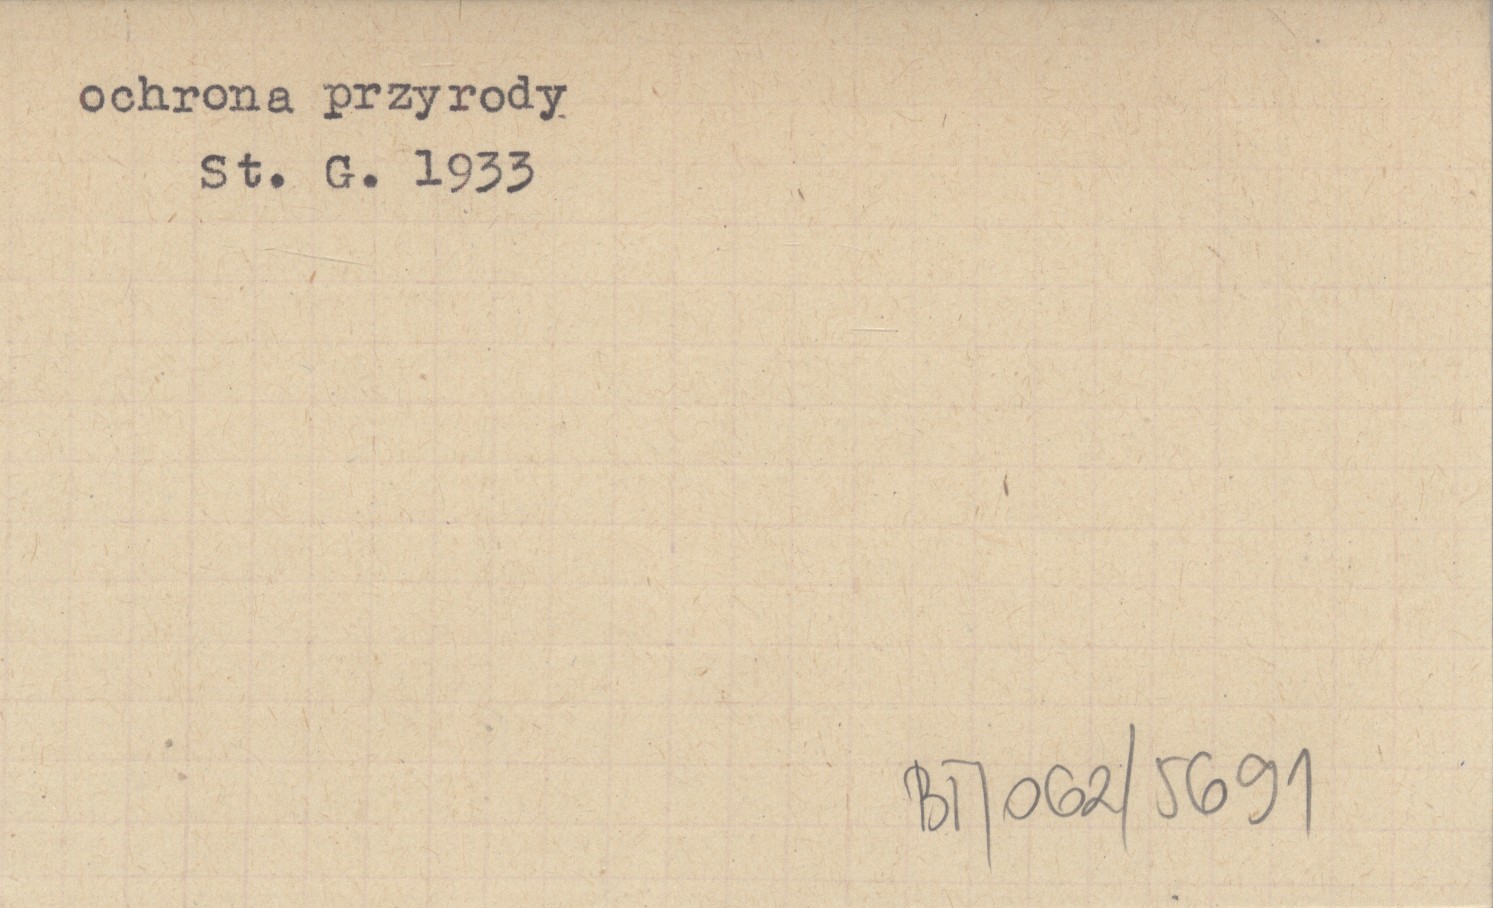 ochrona przyrody
St. G. 1933
BT/062/5691